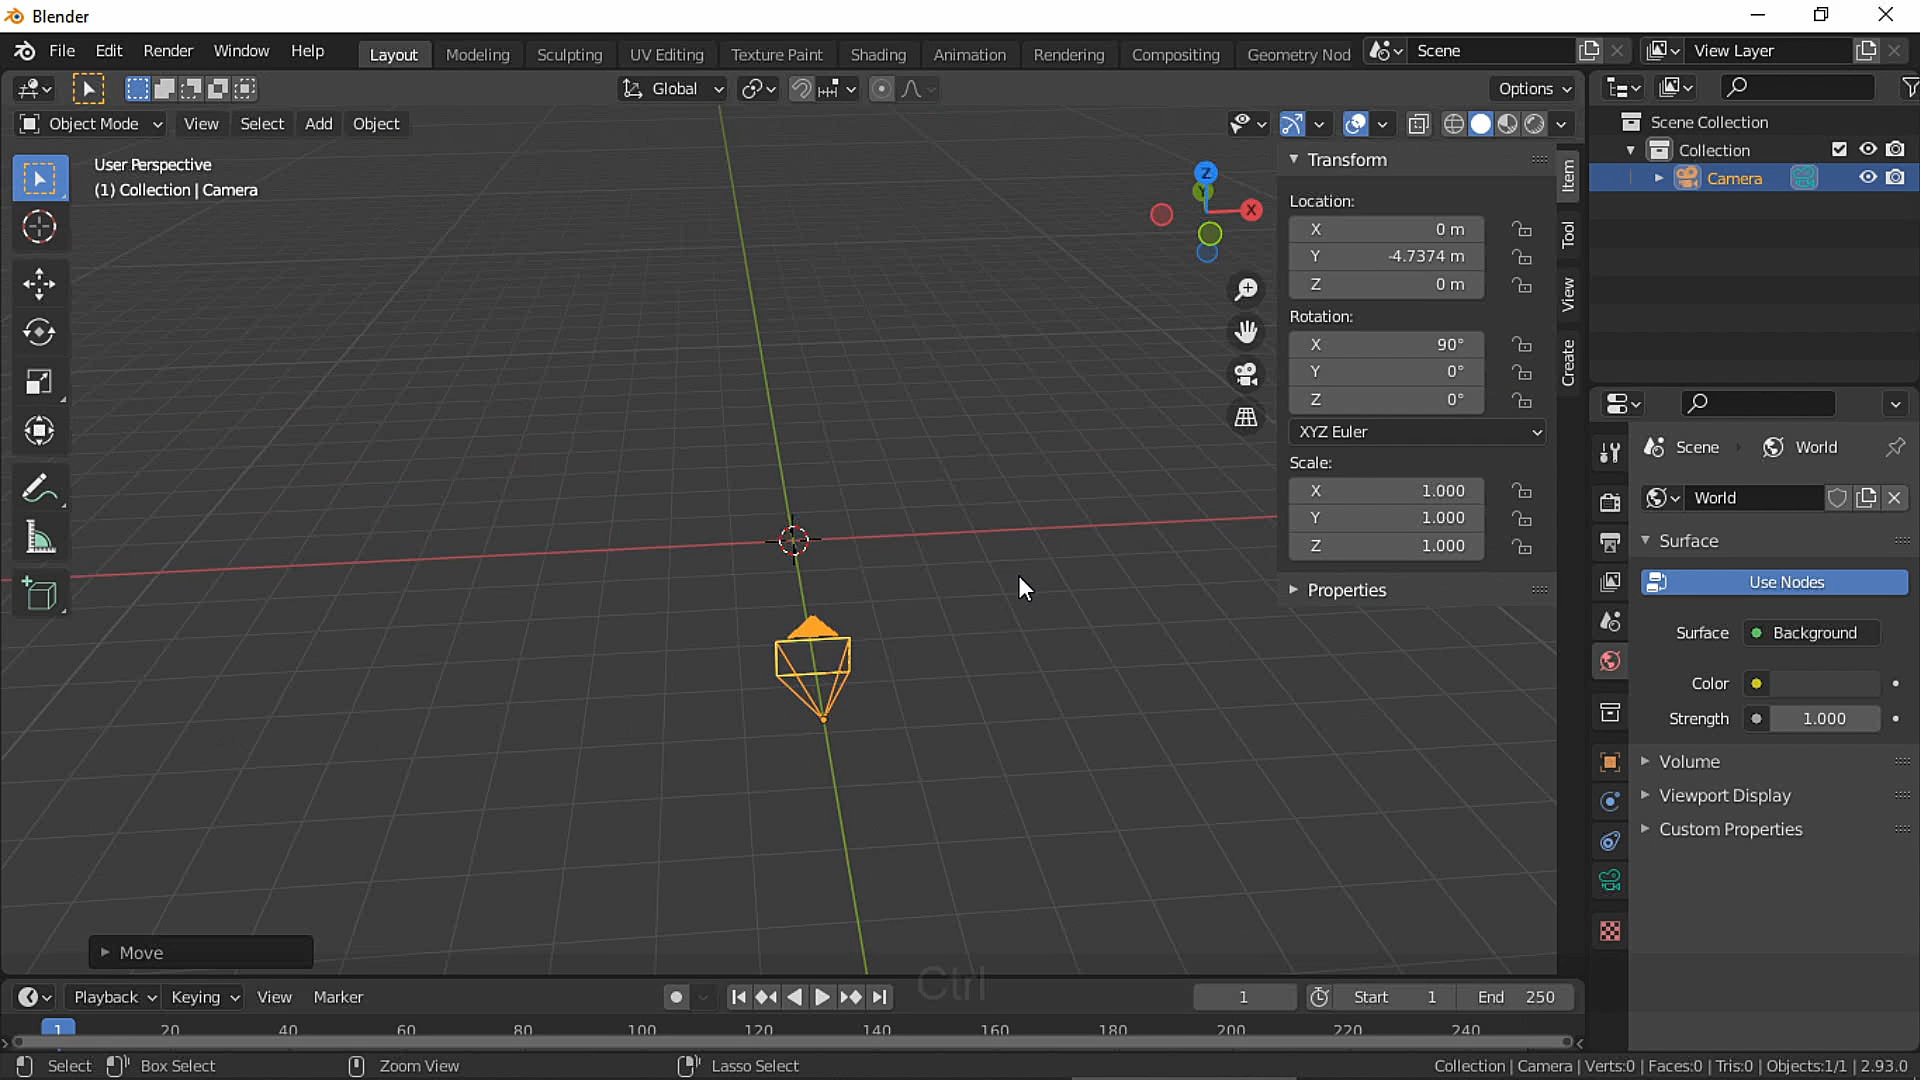 Blender
File Edit Render Window Help Layout Modeling Sculpting UV Editing Texture Paint Shading Animation Rendering Compositing Geometry Nod Scene View Layer
Global Options
Object Mode View Select Add Object
User Perspective
(1) Collection | Camera
Z
Y
X
Transform
Location:
X 0 m
Y -4.7374 m
Z 0 m
Rotation:
X 90°
Y 0°
Z 0°
XYZ Euler
Scale:
X 1.000
Y 1.000
Z 1.000
Properties
Item
Tool
View
Create
Scene Collection
Collection
Camera
Scene World
World
Surface
Use Nodes
Surface Background
Color
Strength 1.000
Volume
Viewport Display
Custom Properties
Move
Ctrl
Playback Keying View Marker 1 Start 1 End 250
1 20 40 60 80 100 120 140 160 180 200 220 240
Select Box Select Zoom View Lasso Select Collection | Camera | Verts:0 | Faces:0 | Tris:0 | Objects:1/1 | 2.93.0